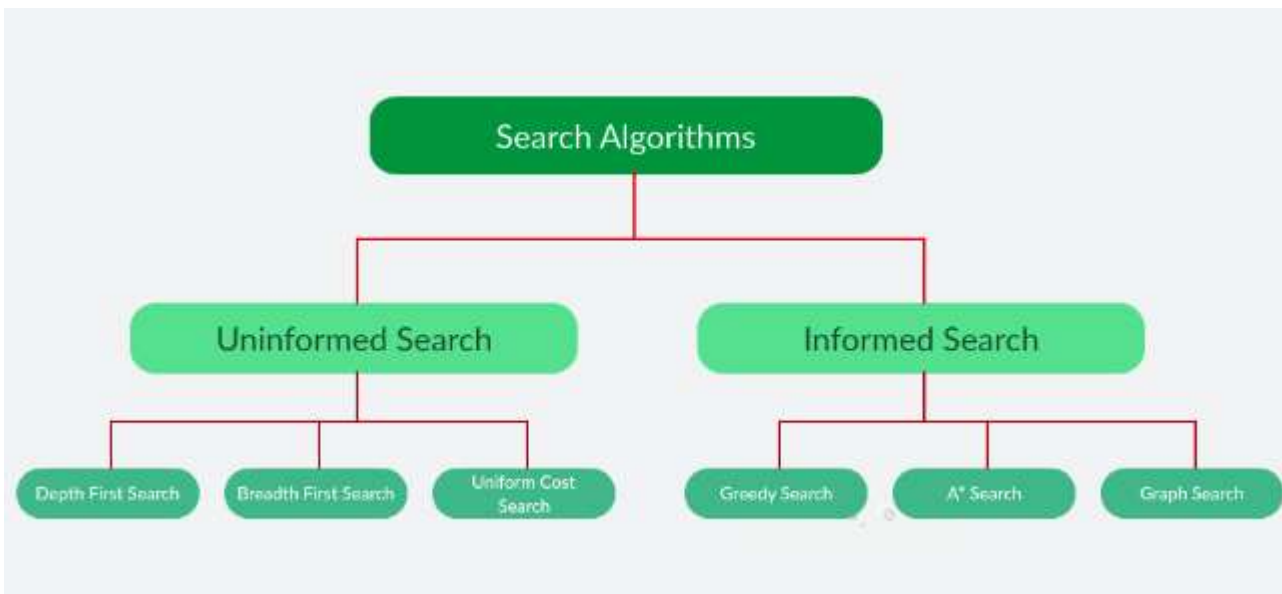 Search Algorithms
Uninformed Search
Informed Search
Depth First Search
Breadth First Search
Uniform Cost
Search
Greedy Search
A* Search
Graph Search